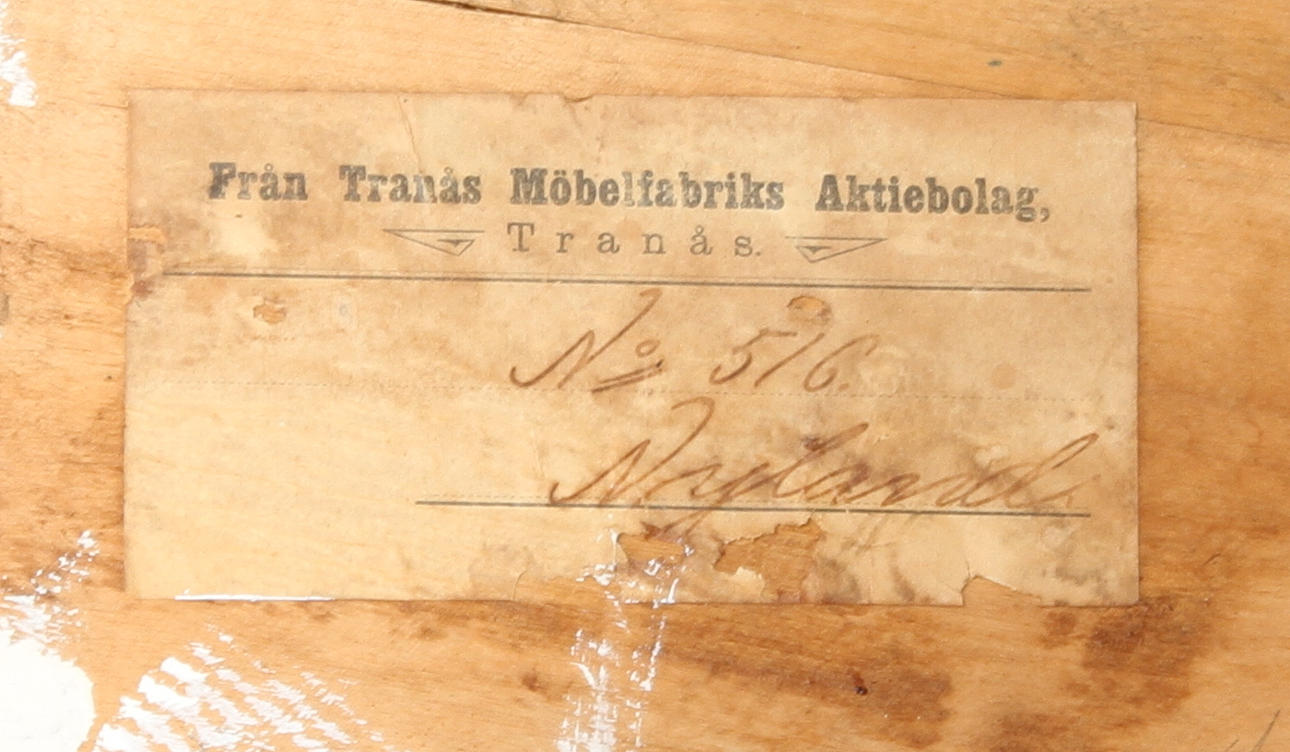 Från Tranås Möbelfabriks Aktiebolag,
Tranås.
No 516.
Nyland